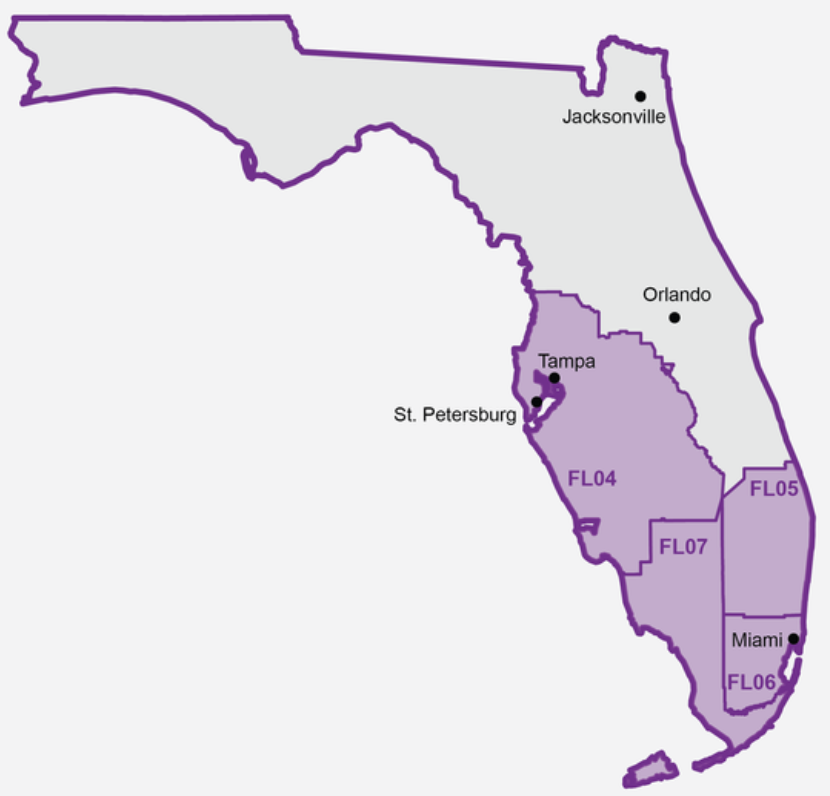 Jacksonville
Orlando
Tampa
St. Petersburg
FL04
FL05
FL07
Miami
FL06